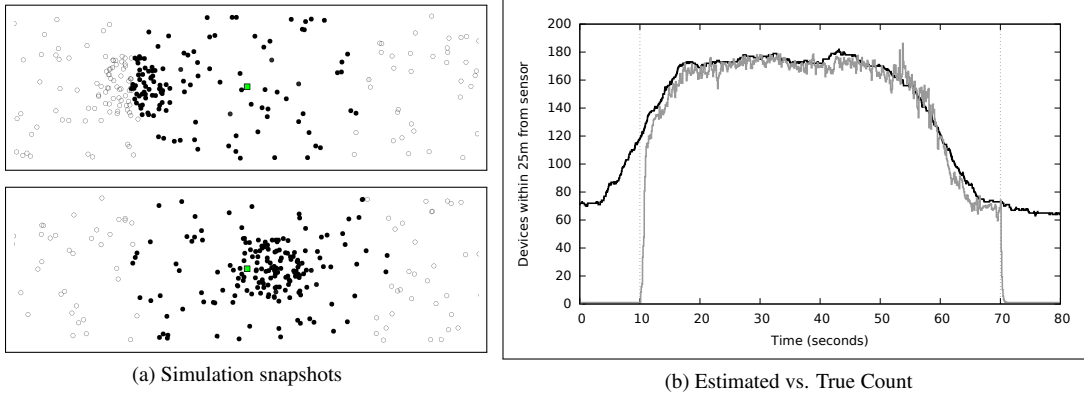 200
180
160
140
120
100
80
60
40
20
0
Devices within 25m from sensor
0 10 20 30 40 50 60 70 80
Time (seconds)
(a) Simulation snapshots
(b) Estimated vs. True Count